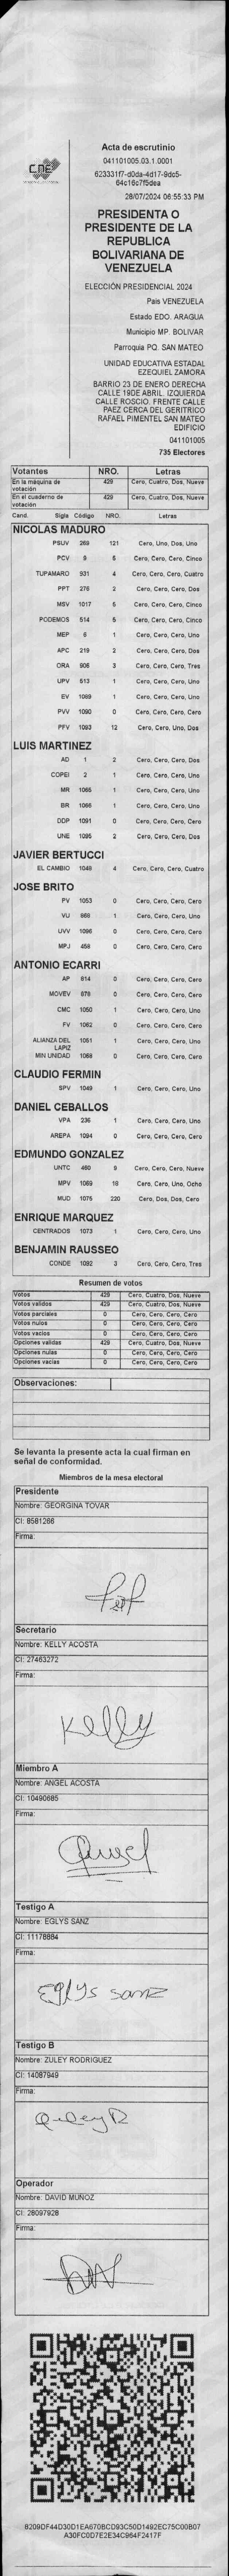 CNE
Acta de escrutinio
041101005.03.1.0001
623331f7-d0da-4d17-9dc5-
64c16c7f5dea
28/07/2024 06:55:33 PM
PRESIDENTA O
PRESIDENTE DE LA
REPUBLICA
BOLIVARIANA DE
VENEZUELA
ELECCIÓN PRESIDENCIAL 2024
Pais VENEZUELA
Estado EDO. ARAGUA
Municipio MP. BOLIVAR
Parroquia PQ. SAN MATEO
UNIDAD EDUCATIVA ESTADAL
EZEQUIEL ZAMORA
BARRIO 23 DE ENERO DERECHA
CALLE 19DE ABRIL. IZQUIERDA
CALLE ROSCIO. FRENTE CALLE
PAEZ CERCA DEL GERITRICO
RAFAEL PIMENTEL SAN MATEO
EDIFICIO
041101005
735 Electores
Votantes NRO. Letras
En la máquina de votación 429 Cero, Cuatro, Dos, Nueve
En el cuaderno de votación 429 Cero, Cuatro, Dos, Nueve
Cand. Sigla Código NRO. Letras
NICOLAS MADURO
PSUV 269 121 Cero, Uno, Dos, Uno
PCV 9 5 Cero, Cero, Cero, Cinco
TUPAMARO 931 4 Cero, Cero, Cero, Cuatro
PPT 276 2 Cero, Cero, Cero, Dos
MSV 1017 5 Cero, Cero, Cero, Cinco
PODEMOS 514 5 Cero, Cero, Cero, Cinco
MEP 6 1 Cero, Cero, Cero, Uno
APC 219 2 Cero, Cero, Cero, Dos
ORA 906 3 Cero, Cero, Cero, Tres
UPV 613 1 Cero, Cero, Cero, Uno
EV 1089 1 Cero, Cero, Cero, Uno
PVV 1090 0 Cero, Cero, Cero, Cero
PFV 1093 12 Cero, Cero, Uno, Dos
LUIS MARTINEZ
AD 1 2 Cero, Cero, Cero, Dos
COPEI 2 1 Cero, Cero, Cero, Uno
MR 1065 1 Cero, Cero, Cero, Uno
BR 1066 1 Cero, Cero, Cero, Uno
DDP 1091 0 Cero, Cero, Cero, Cero
UNE 1095 2 Cero, Cero, Cero, Dos
JAVIER BERTUCCI
EL CAMBIO 1048 4 Cero, Cero, Cero, Cuatro
JOSE BRITO
PV 1053 0 Cero, Cero, Cero, Cero
VU 868 1 Cero, Cero, Cero, Uno
UVV 1096 0 Cero, Cero, Cero, Cero
MPJ 458 0 Cero, Cero, Cero, Cero
ANTONIO ECARRI
AP 814 0 Cero, Cero, Cero, Cero
MOVEV 878 0 Cero, Cero, Cero, Cero
CMC 1050 1 Cero, Cero, Cero, Uno
FV 1062 0 Cero, Cero, Cero, Cero
ALIANZA DEL LAPIZ 1051 1 Cero, Cero, Cero, Uno
MIN UNIDAD 1068 0 Cero, Cero, Cero, Cero
CLAUDIO FERMIN
SPV 1049 1 Cero, Cero, Cero, Uno
DANIEL CEBALLOS
VPA 236 1 Cero, Cero, Cero, Uno
AREPA 1094 0 Cero, Cero, Cero, Cero
EDMUNDO GONZALEZ
UNTC 460 9 Cero, Cero, Cero, Nueve
MPV 1069 18 Cero, Cero, Uno, Ocho
MUD 1075 220 Cero, Dos, Dos, Cero
ENRIQUE MARQUEZ
CENTRADOS 1073 1 Cero, Cero, Cero, Uno
BENJAMIN RAUSSEO
CONDE 1092 3 Cero, Cero, Cero, Tres
Resumen de votos
Votos 429 Cero, Cuatro, Dos, Nueve
Votos validos 429 Cero, Cuatro, Dos, Nueve
Votos parciales 0 Cero, Cero, Cero, Cero
Votos nulos 0 Cero, Cero, Cero, Cero
Votos vacios 0 Cero, Cero, Cero, Cero
Opciones validas 429 Cero, Cuatro, Dos, Nueve
Opciones nulas 0 Cero, Cero, Cero, Cero
Opciones vacias 0 Cero, Cero, Cero, Cero
Observaciones:
Se levanta la presente acta la cual firman en
señal de conformidad.
Miembros de la mesa electoral
Presidente
Nombre: GEORGINA TOVAR
CI: 8581266
Firma:
Secretario
Nombre: KELLY ACOSTA
CI: 27463272
Firma:
Kelly
Miembro A
Nombre: ANGEL ACOSTA
CI: 10490685
Firma:
Testigo A
Nombre: EGLYS SANZ
CI: 11178884
Firma:
Eglys Sanz
Testigo B
Nombre: ZULEY RODRIGUEZ
CI: 14087949
Firma:
Operador
Nombre: DAVID MUÑOZ
CI: 28097928
Firma:
8209DF44D30D1EA670BCD93C50D1492EC75C00B07
A30FC0D7E2E34C964F2417F